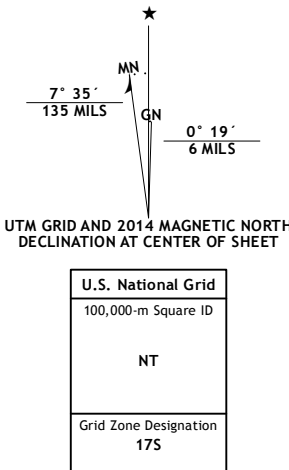 ★
MN
7° 35´
135 MILS
GN
0° 19´
6 MILS
UTM GRID AND 2014 MAGNETIC NORTH
DECLINATION AT CENTER OF SHEET
U.S. National Grid
100,000-m Square ID
NT
Grid Zone Designation
17S